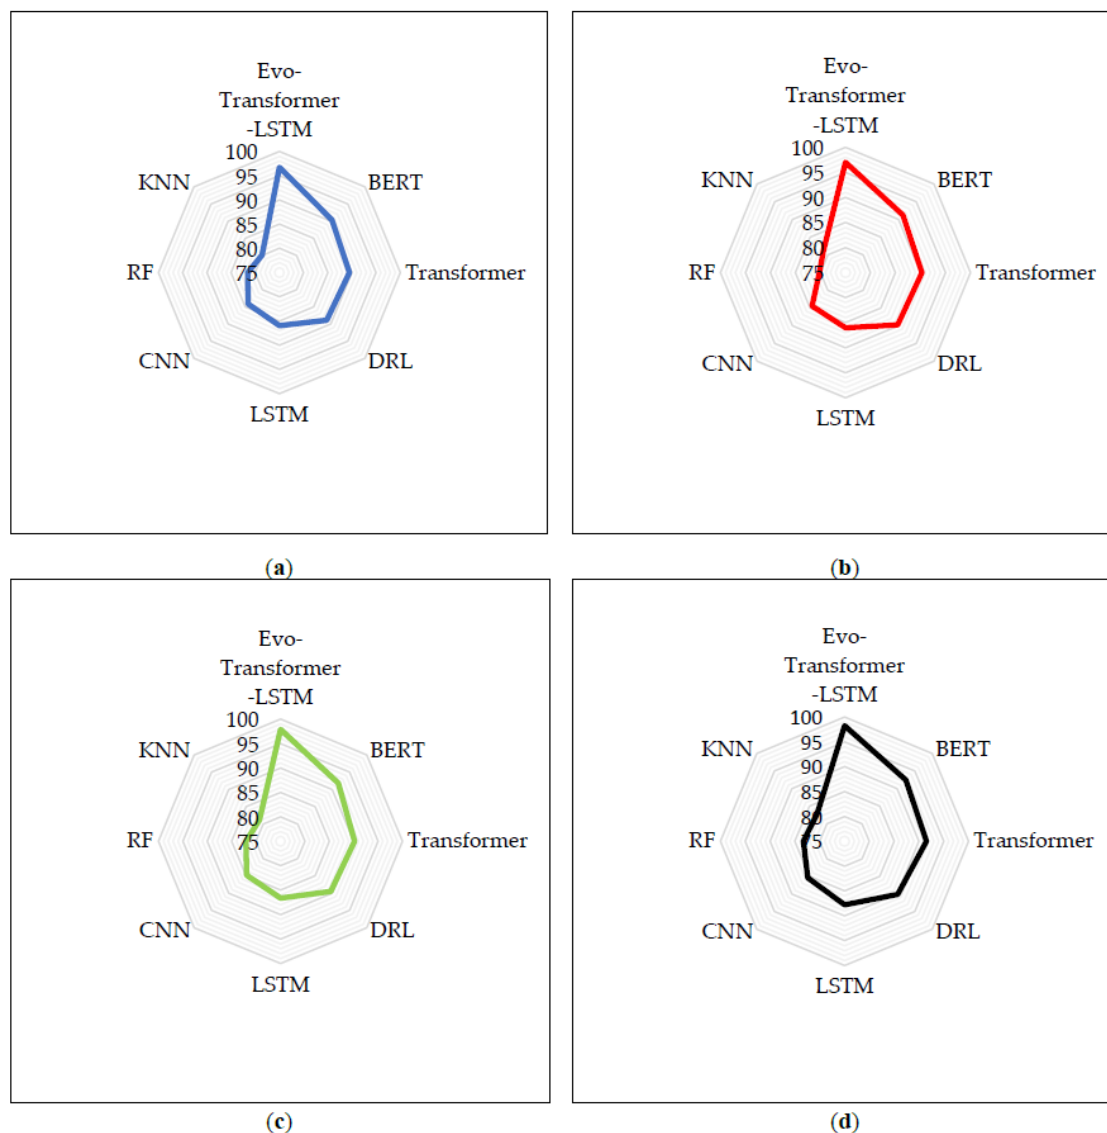 Evo-
Transformer
-LSTM
100
95
90
85
80
75
KNN
BERT
RF
Transformer
CNN
DRL
LSTM
(a)
Evo-
Transformer
-LSTM
100
95
90
85
80
75
KNN
BERT
RF
Transformer
CNN
DRL
LSTM
(b)
Evo-
Transformer
-LSTM
100
95
90
85
80
75
KNN
BERT
RF
Transformer
CNN
DRL
LSTM
(c)
Evo-
Transformer
-LSTM
100
95
90
85
80
75
KNN
BERT
RF
Transformer
CNN
DRL
LSTM
(d)